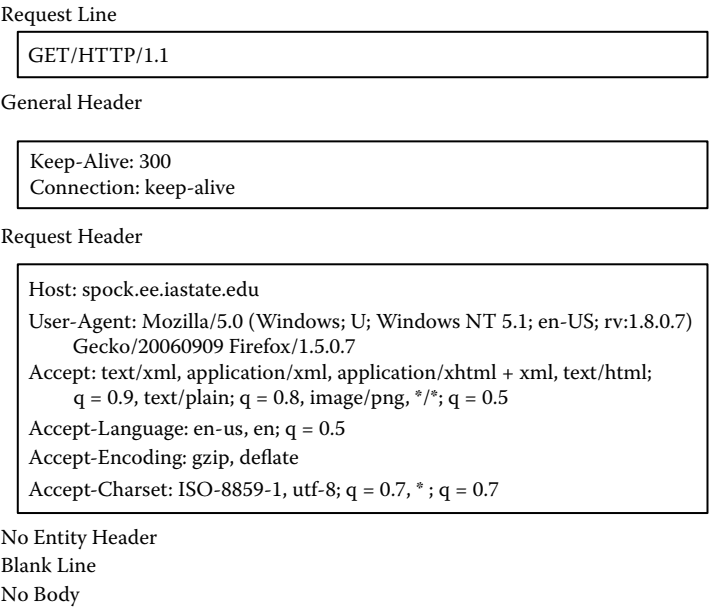 Request Line
GET/HTTP/1.1
General Header
Keep-Alive: 300
Connection: keep-alive
Request Header
Host: spock.ee.iastate.edu
User-Agent: Mozilla/5.0 (Windows; U; Windows NT 5.1; en-US; rv:1.8.0.7)
Gecko/20060909 Firefox/1.5.0.7
Accept: text/xml, application/xml, application/xhtml + xml, text/html;
q = 0.9, text/plain; q = 0.8, image/png, */*; q = 0.5
Accept-Language: en-us, en; q = 0.5
Accept-Encoding: gzip, deflate
Accept-Charset: ISO-8859-1, utf-8; q = 0.7, * ; q = 0.7
No Entity Header
Blank Line
No Body